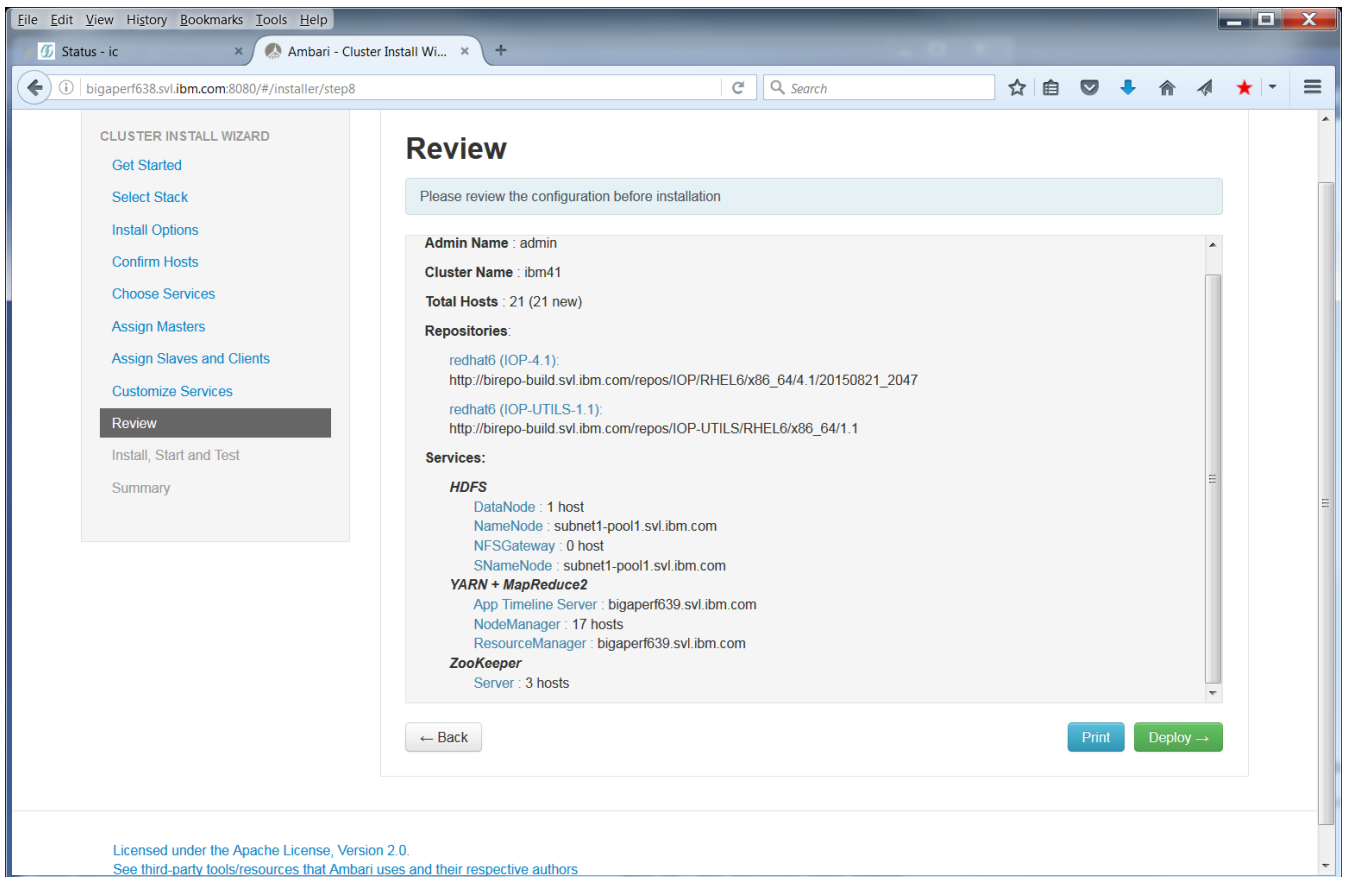 File Edit View History Bookmarks Tools Help
Status - ic × Ambari - Cluster Install Wi... × +
bigaperf638.svl.ibm.com:8080/#/installer/step8 Search
CLUSTER INSTALL WIZARD
Get Started
Select Stack
Install Options
Confirm Hosts
Choose Services
Assign Masters
Assign Slaves and Clients
Customize Services
Review
Install, Start and Test
Summary
Review
Please review the configuration before installation
Admin Name : admin
Cluster Name : ibm41
Total Hosts : 21 (21 new)
Repositories:
redhat6 (IOP-4.1):
http://birepo-build.svl.ibm.com/repos/IOP/RHEL6/x86_64/4.1/20150821_2047
redhat6 (IOP-UTILS-1.1):
http://birepo-build.svl.ibm.com/repos/IOP-UTILS/RHEL6/x86_64/1.1
Services:
HDFS
DataNode : 1 host
NameNode : subnet1-pool1.svl.ibm.com
NFSGateway : 0 host
SNameNode : subnet1-pool1.svl.ibm.com
YARN + MapReduce2
App Timeline Server : bigaperf639.svl.ibm.com
NodeManager : 17 hosts
ResourceManager : bigaperf639.svl.ibm.com
ZooKeeper
Server : 3 hosts
← Back Print Deploy →
Licensed under the Apache License, Version 2.0.
See third-party tools/resources that Ambari uses and their respective authors